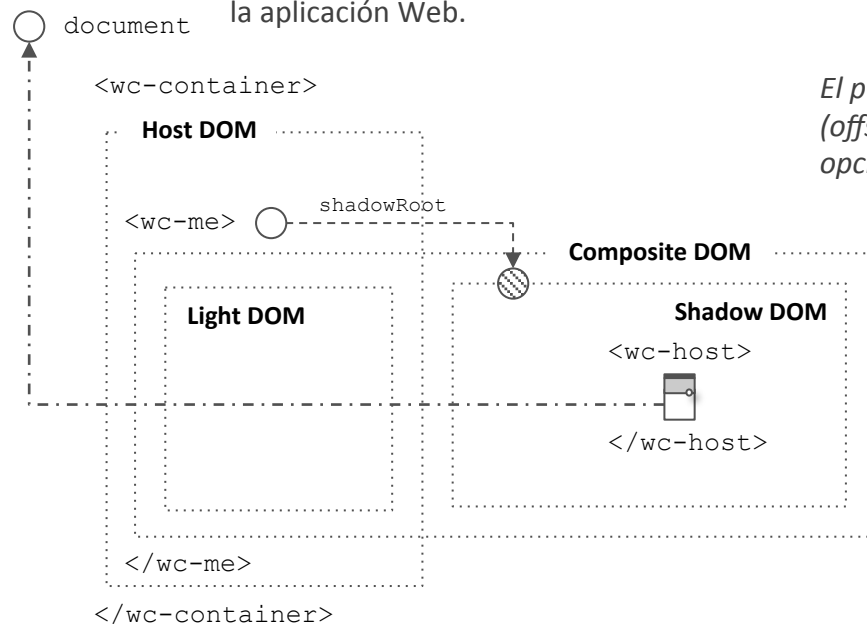 la aplicación Web.
document
<wc-container>
El p
(offs
opc
Host DOM
shadowRoot
<wc-me>
Composite DOM
Light DOM
Shadow DOM
<wc-host>
</wc-host>
</wc-me>
</wc-container>